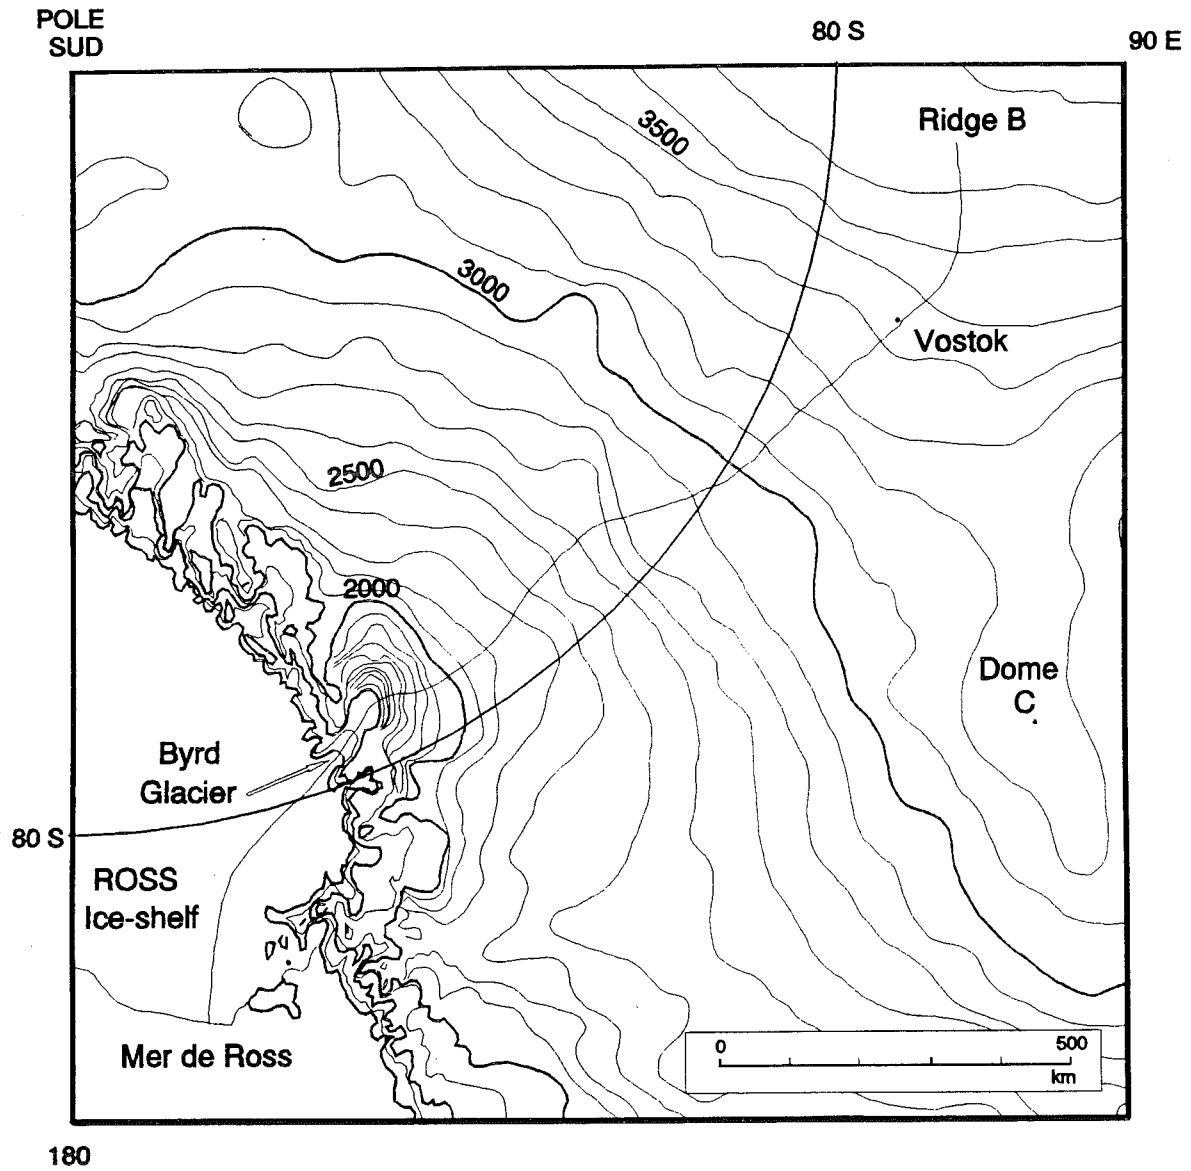 POLE
SUD
80 S
90 E
Ridge B
3500
3000
Vostok
2500
2000
Dome
C
Byrd
Glacier
80 S
ROSS
Ice-shelf
Mer de Ross
0
500
km
180